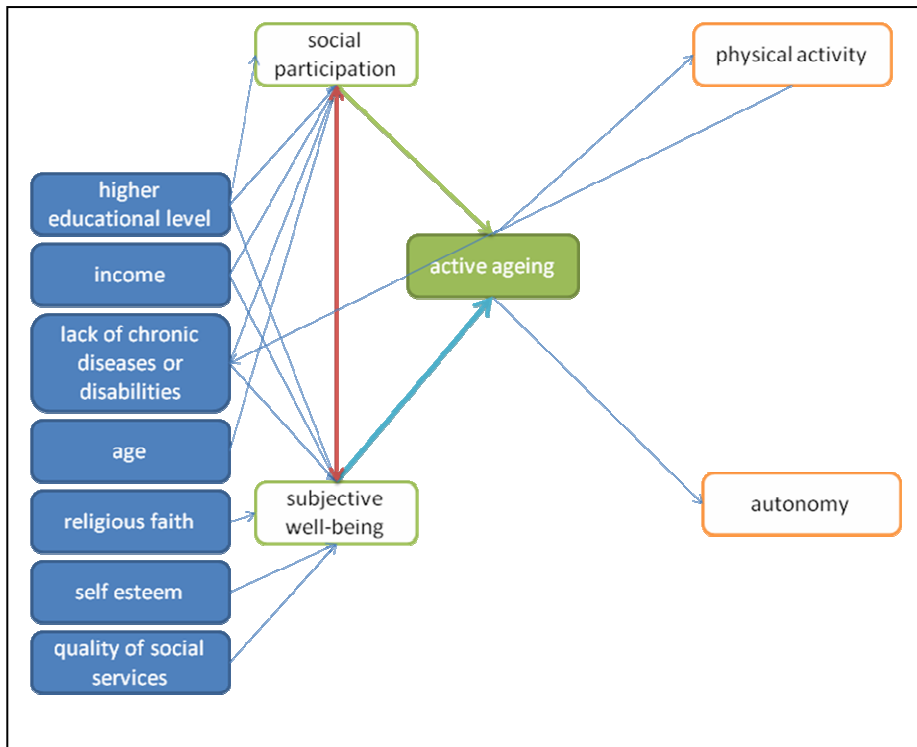 social
participation
physical activity
higher
educational level
active ageing
income
lack of chronic
diseases or
disabilities
age
subjective
well-being
autonomy
religious faith
self esteem
quality of social
services